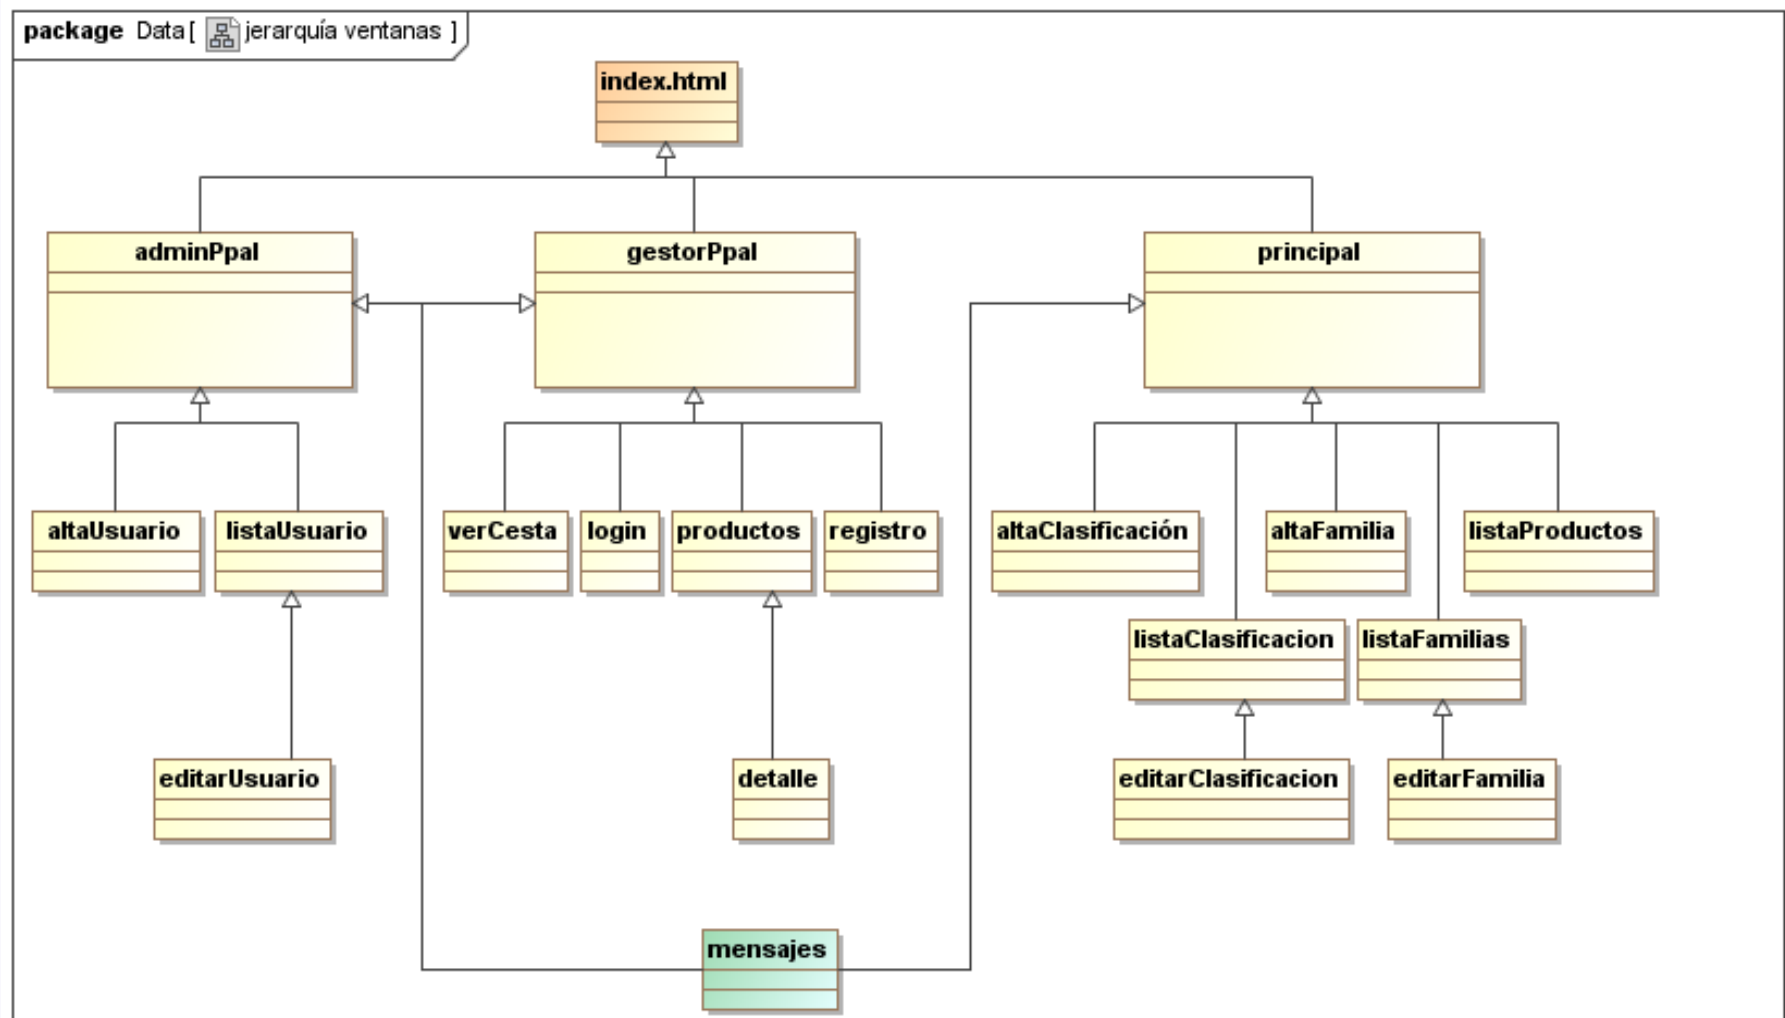 package Data [ jerarquía ventanas ]
index.html
adminPpal
gestorPpal
principal
altaUsuario
listaUsuario
verCesta
login
productos
registro
altaClasificación
altaFamilia
listaProductos
listaClasificacion
listaFamilias
editarUsuario
detalle
editarClasificacion
editarFamilia
mensajes